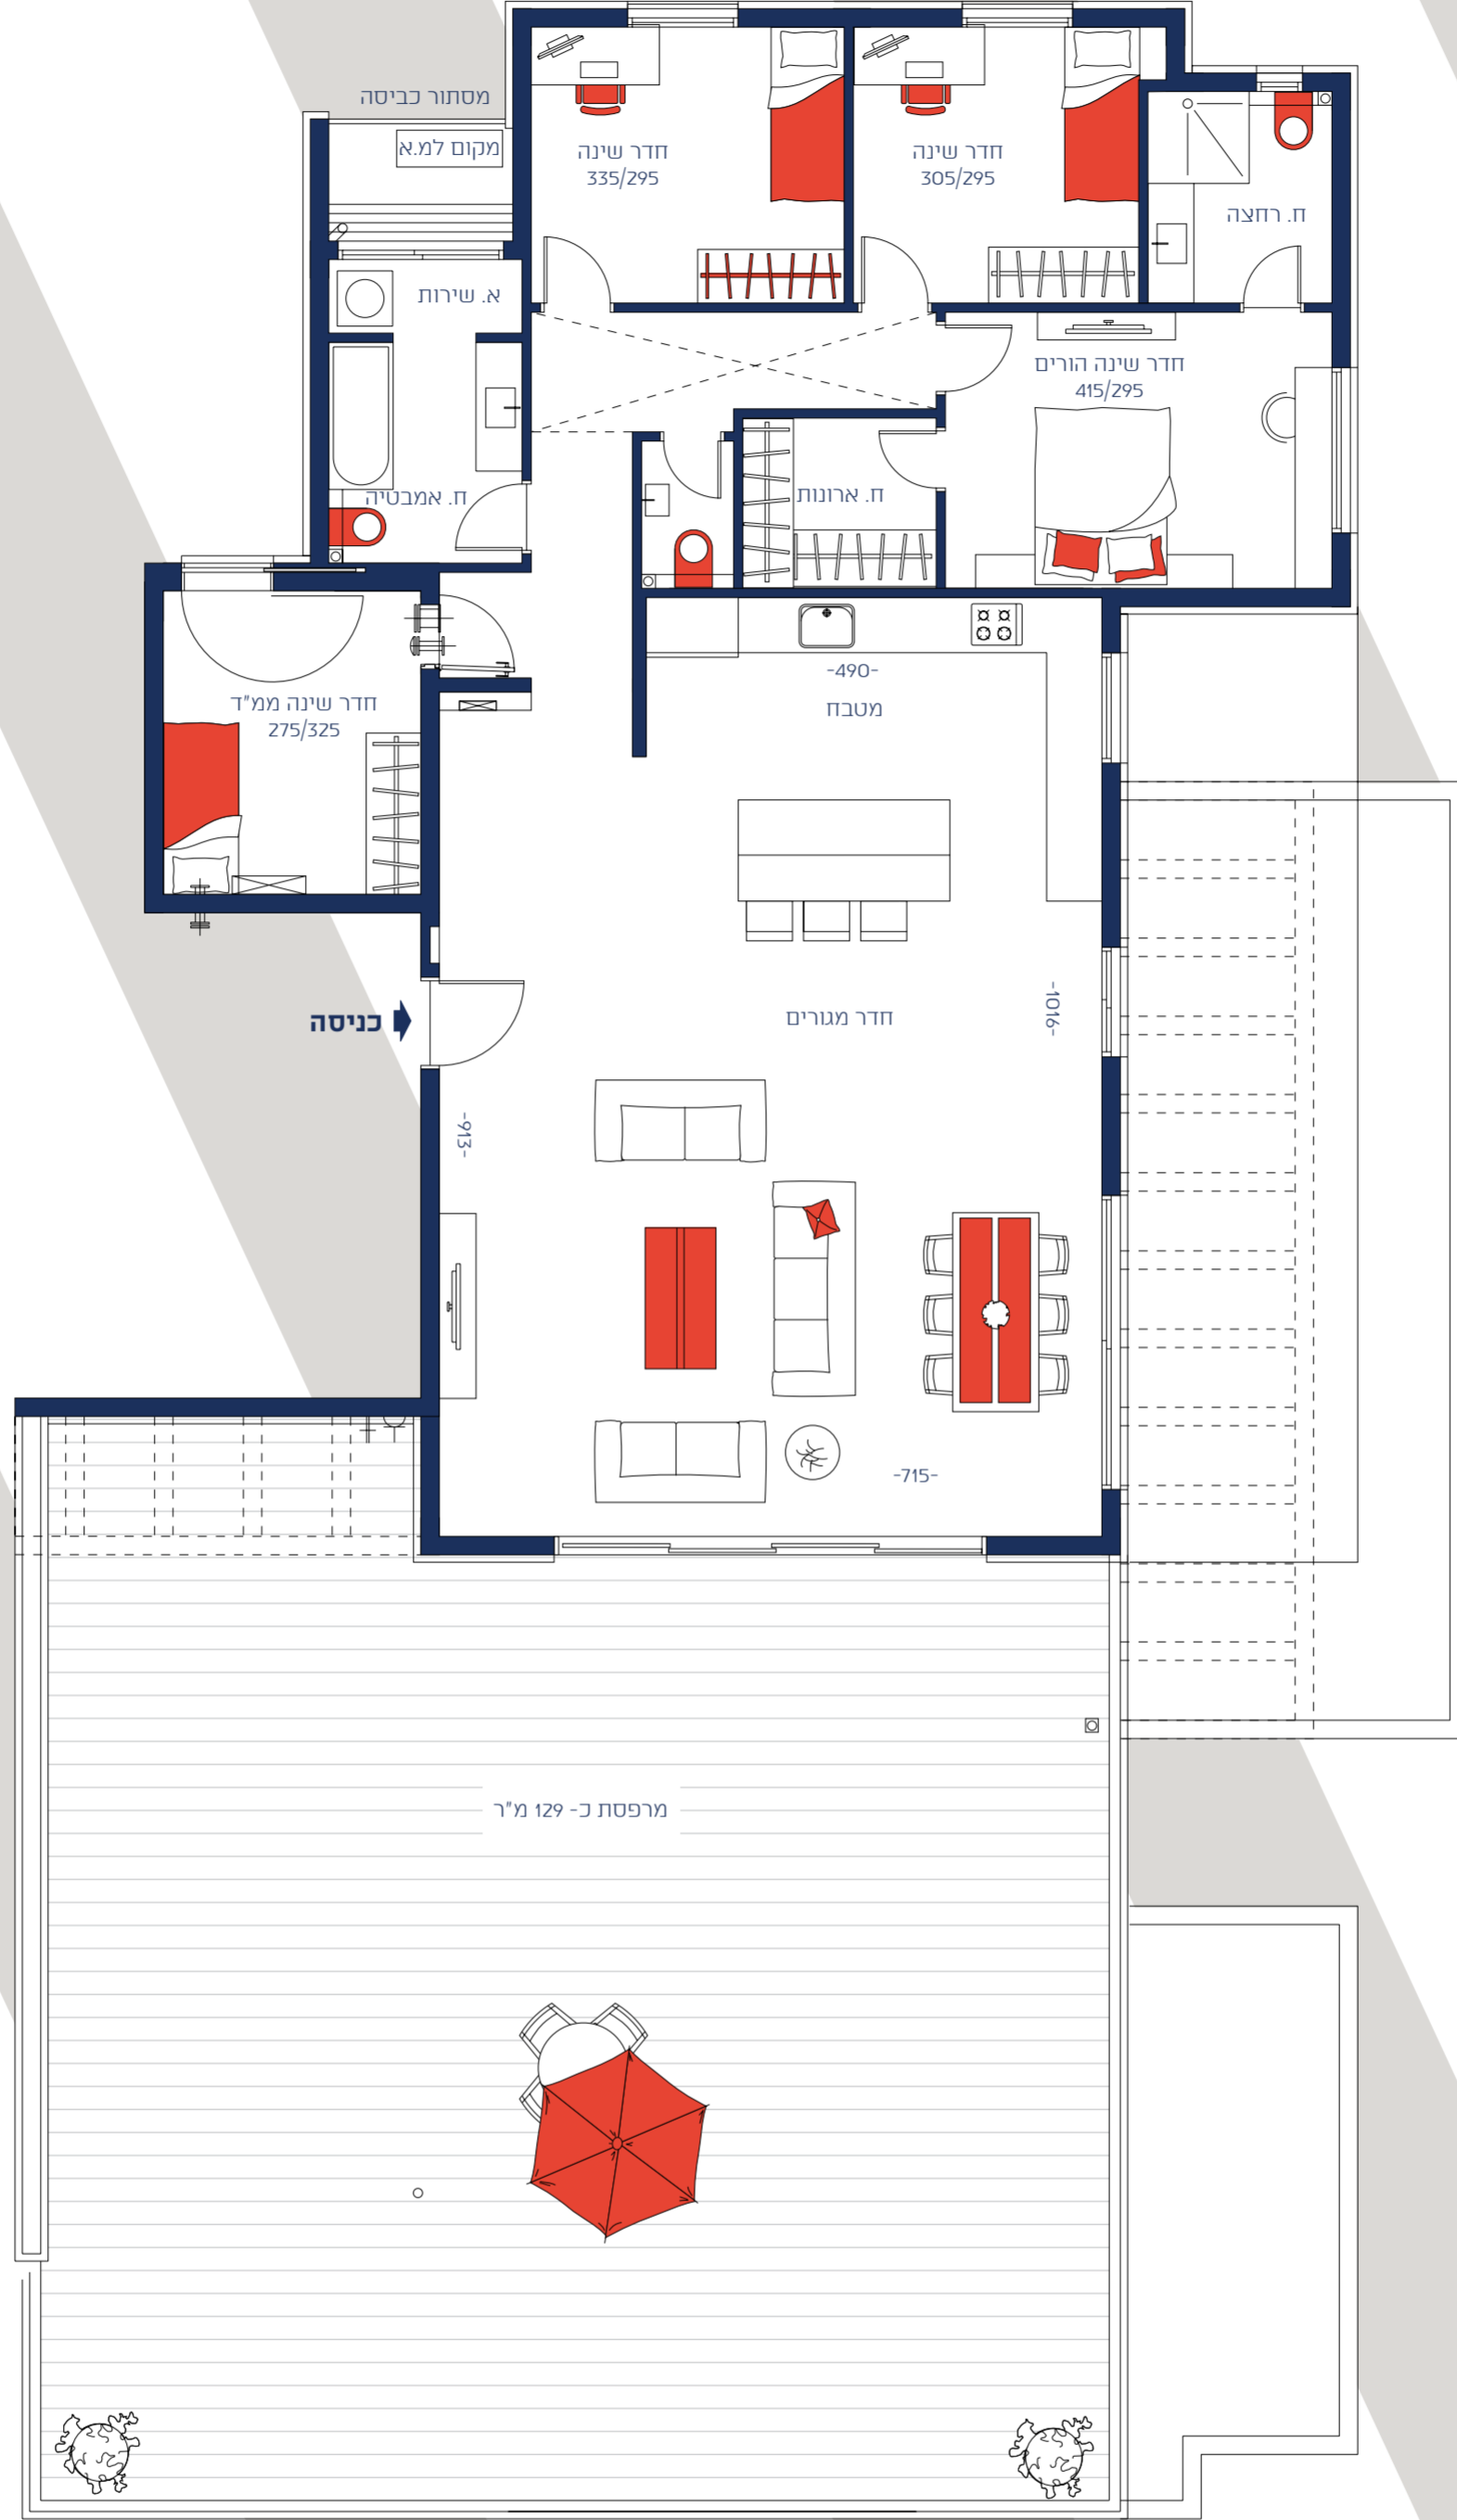 מסתור כביסה
מקום למ.א
חדר שינה
335/295
חדר שינה
305/295
ח. רחצה
א. שירות
חדר שינה הורים
415/295
ח. אמבטיה
ח. ארונות
חדר שינה ממ"ד
275/325
-490-
מטבח
כניסה
חדר מגורים
-1016-
-913-
-715-
מרפסת כ- 129 מ"ר